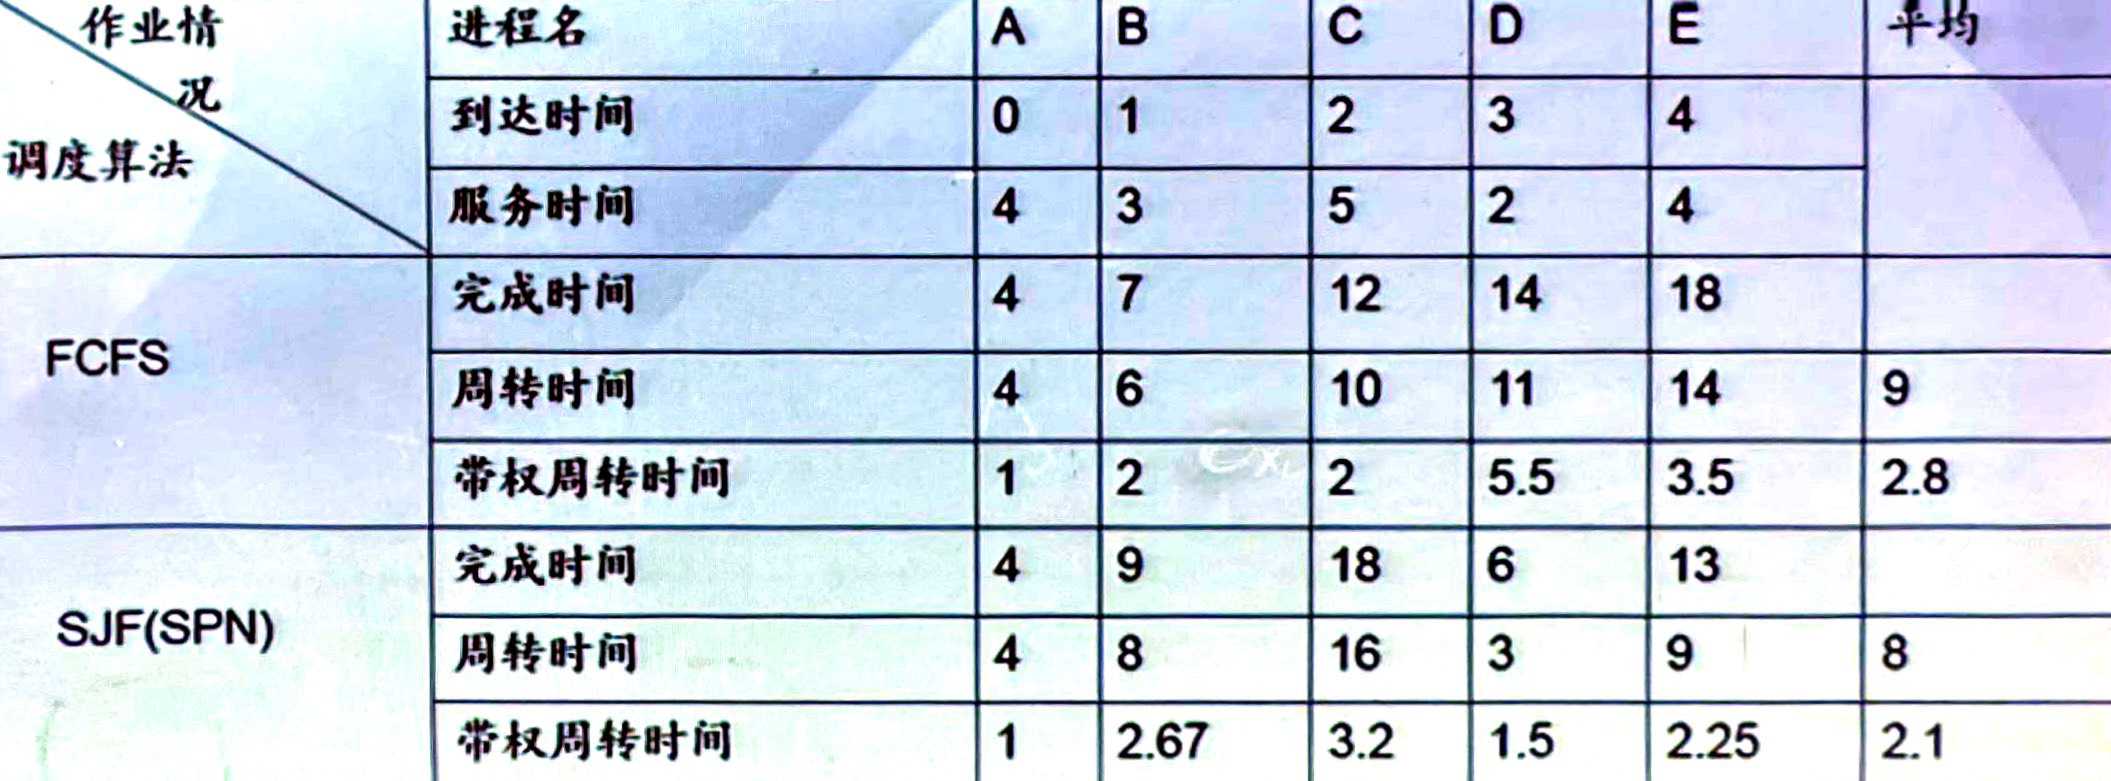 作业情况
调度算法
进程名 A B C D E 平均
到达时间 0 1 2 3 4
服务时间 4 3 5 2 4
FCFS
完成时间 4 7 12 14 18
周转时间 4 6 10 11 14 9
带权周转时间 1 2 2 5.5 3.5 2.8
SJF(SPN)
完成时间 4 9 18 6 13
周转时间 4 8 16 3 9 8
带权周转时间 1 2.67 3.2 1.5 2.25 2.1